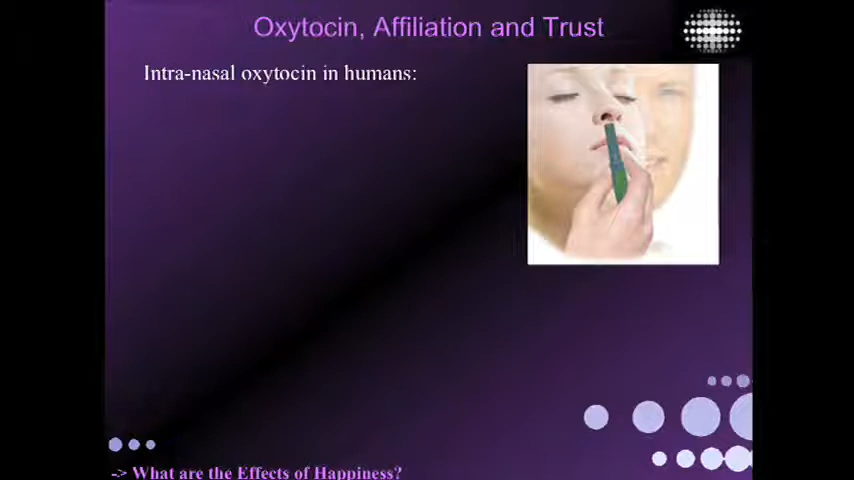 Oxytocin, Affiliation and Trust
Intra-nasal oxytocin in humans:
-> What are the Effects of Happiness?